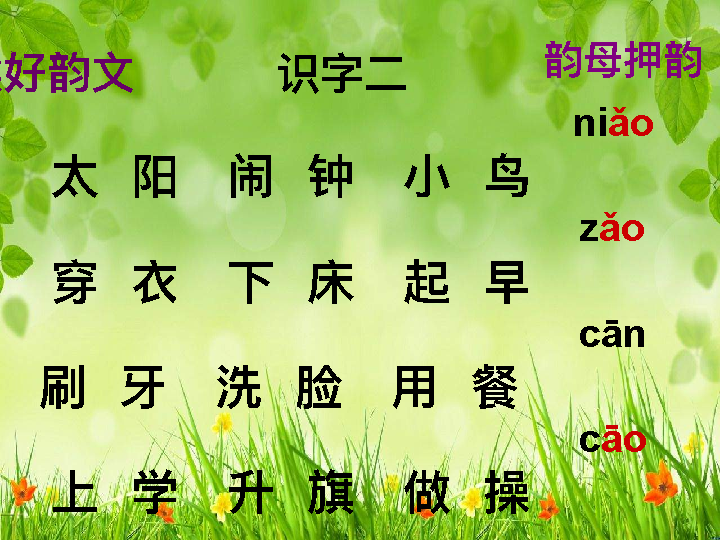 好韵文 识字二 韵母押韵
niǎo
太阳 闹钟 小鸟
zǎo
穿衣 下床 起早
cān
刷牙 洗脸 用餐
cāo
上学 升旗 做操